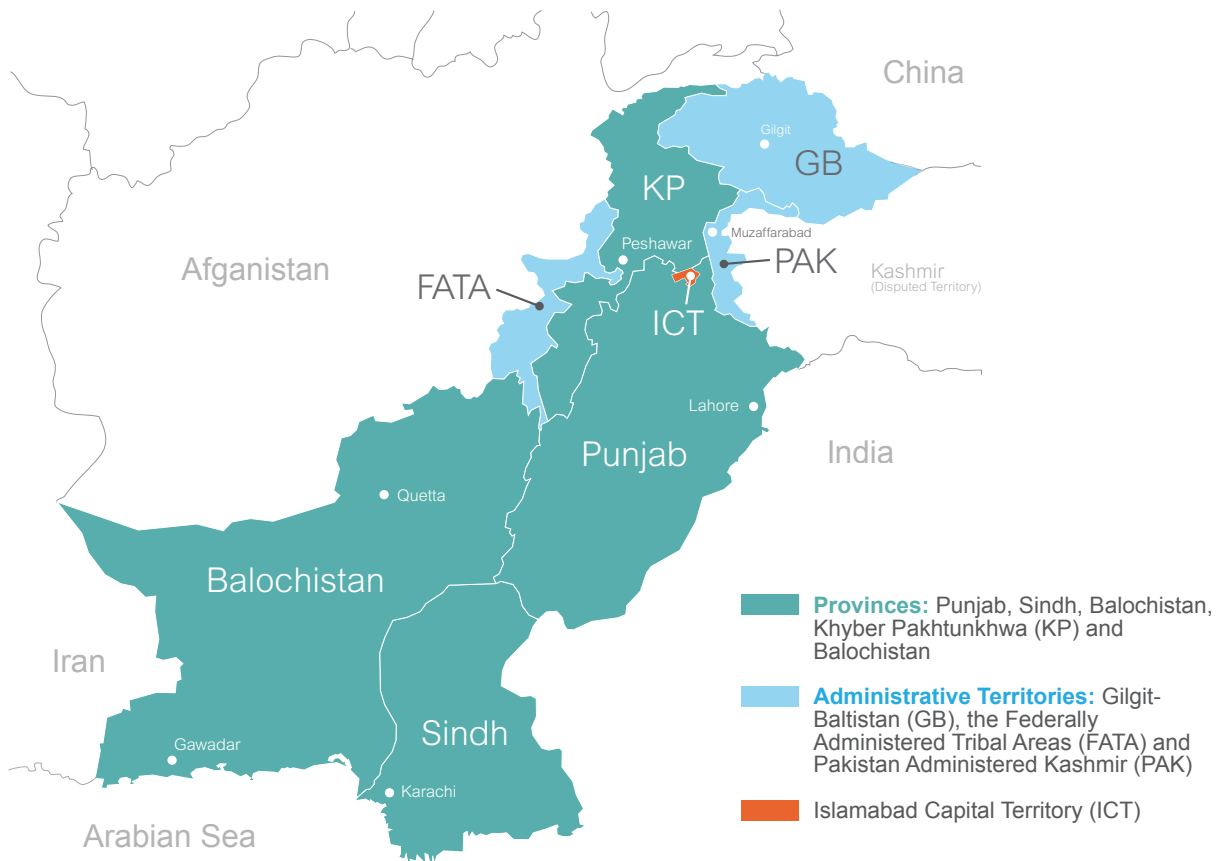 China
Gilgit
GB
KP
Muzaffarabad
Peshawar
PAK
Afganistan
Kashmir
(Disputed Territory)
FATA
ICT
Lahore
Punjab
India
Quetta
Balochistan
Iran
Sindh
Gawadar
Karachi
Arabian Sea
Provinces: Punjab, Sindh, Balochistan,
Khyber Pakhtunkhwa (KP) and
Balochistan
Administrative Territories: Gilgit-
Baltistan (GB), the Federally
Administered Tribal Areas (FATA) and
Pakistan Administered Kashmir (PAK)
Islamabad Capital Territory (ICT)